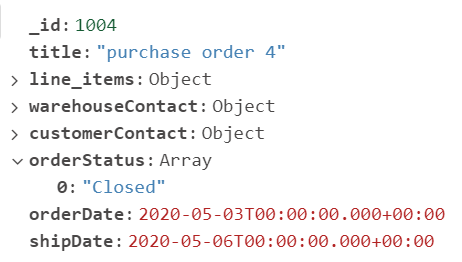 _id: 1004
title: "purchase order 4"
line_items: Object
warehouseContact: Object
customerContact: Object
orderStatus: Array
0: "Closed"
orderDate: 2020-05-03T00:00:00.000+00:00
shipDate: 2020-05-06T00:00:00.000+00:00